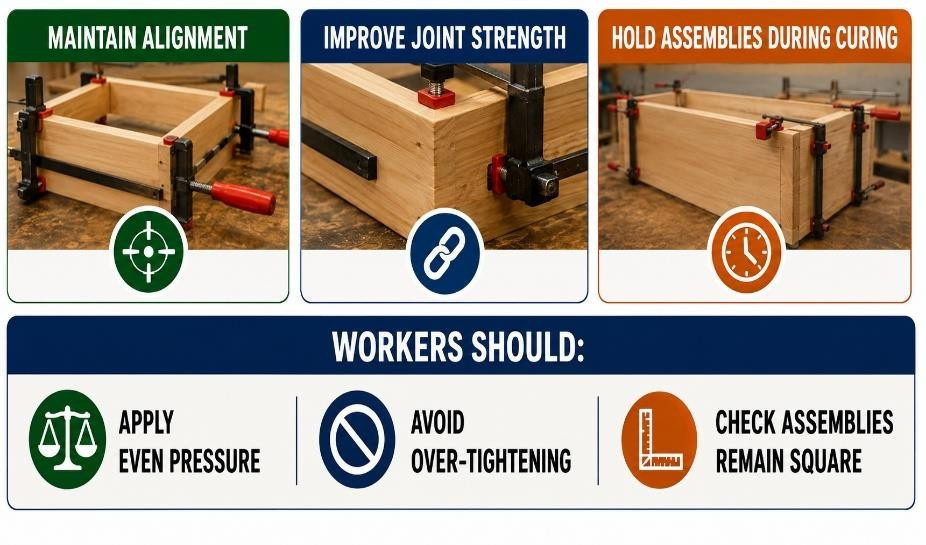 MAINTAIN ALIGNMENT
IMPROVE JOINT STRENGTH
HOLD ASSEMBLIES DURING CURING
WORKERS SHOULD:
APPLY
EVEN PRESSURE
AVOID
OVER-TIGHTENING
CHECK ASSEMBLIES
REMAIN SQUARE